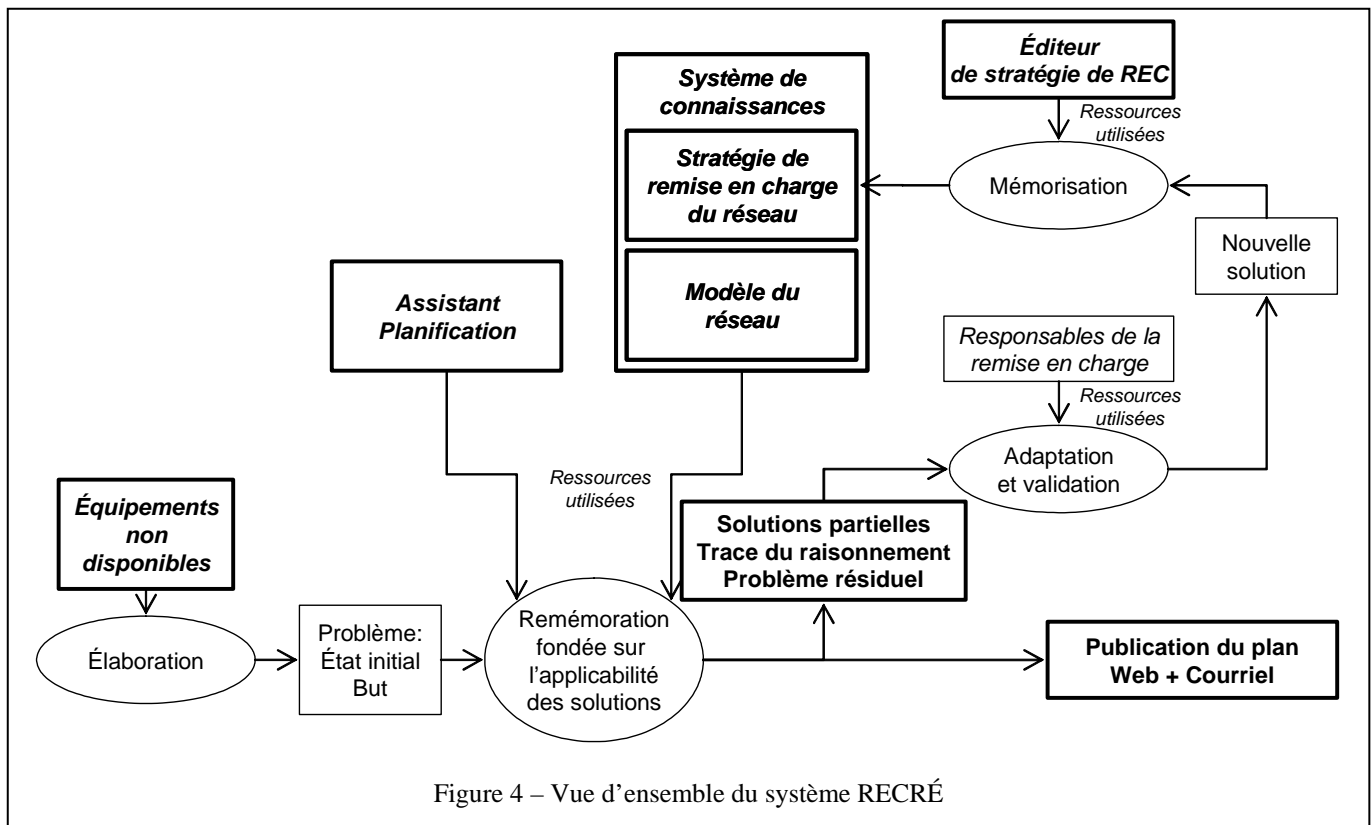 Éditeur
de stratégie de REC
Système de
connaissances
Ressources
utilisées
Stratégie de
remise en charge
du réseau
Mémorisation
Nouvelle
solution
Assistant
Planification
Modèle du
réseau
Responsables de la
remise en charge
Ressources
utilisées
Adaptation
et validation
Ressources
utilisées
Équipements
non
disponibles
Solutions partielles
Trace du raisonnement
Problème résiduel
Élaboration
Problème:
État initial
But
Remémoration
fondée sur
l’applicabilité
des solutions
Publication du plan
Web + Courriel
Figure 4 – Vue d’ensemble du système RECRÉ